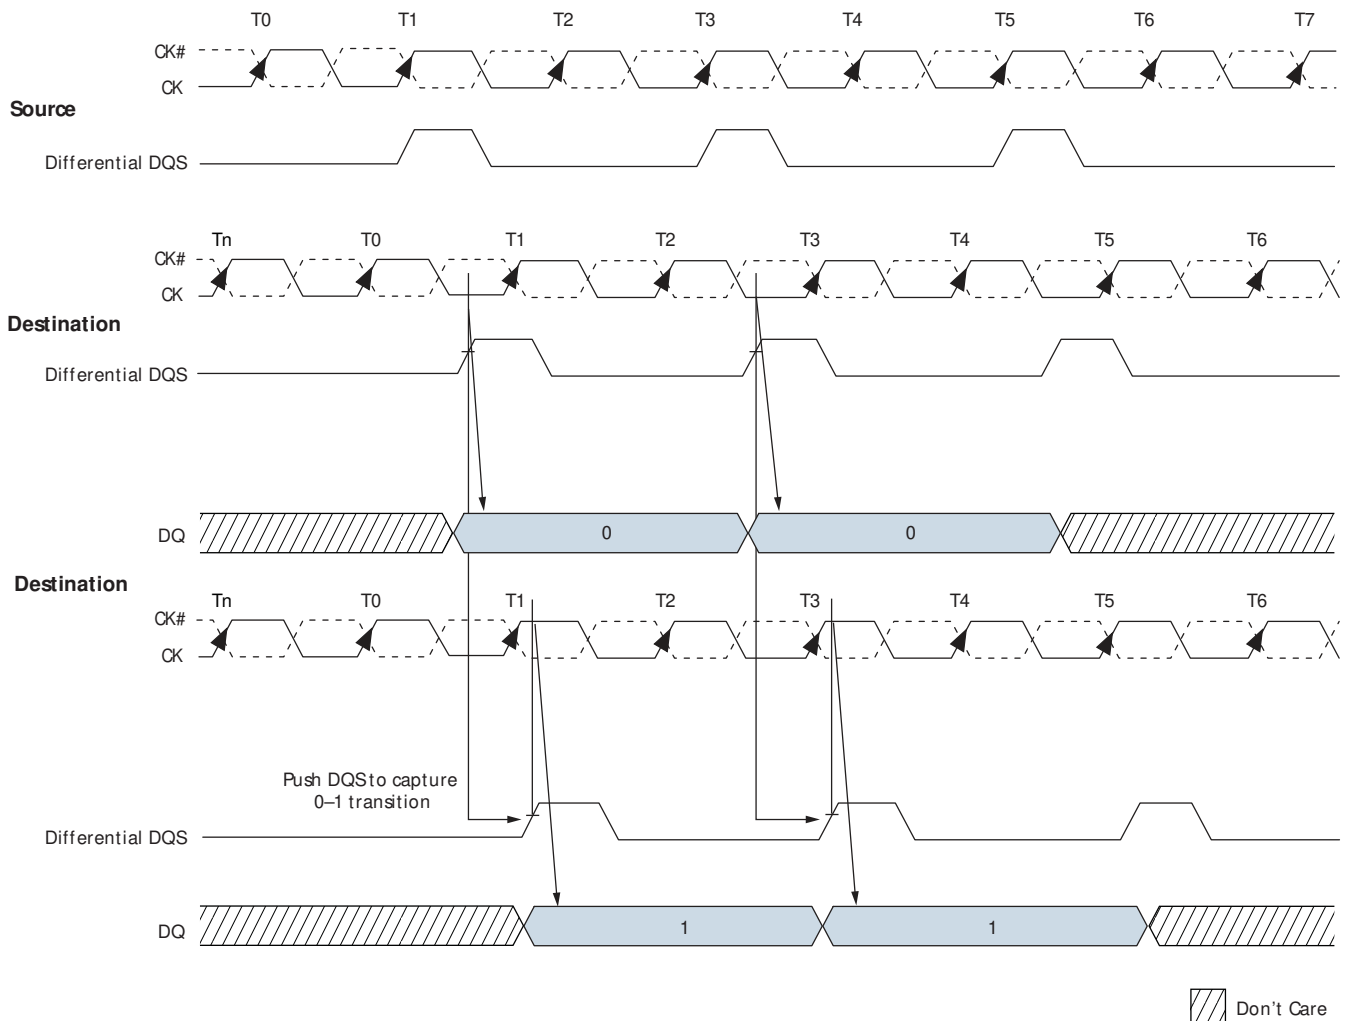 T0 T1 T2 T3 T4 T5 T6 T7
CK#
CK
Source
Differential DQS
Tn T0 T1 T2 T3 T4 T5 T6
CK#
CK
Destination
Differential DQS
DQ 0 0
Destination
Tn T0 T1 T2 T3 T4 T5 T6
CK#
CK
Push DQS to capture
0–1 transition
Differential DQS
DQ 1 1
Don't Care